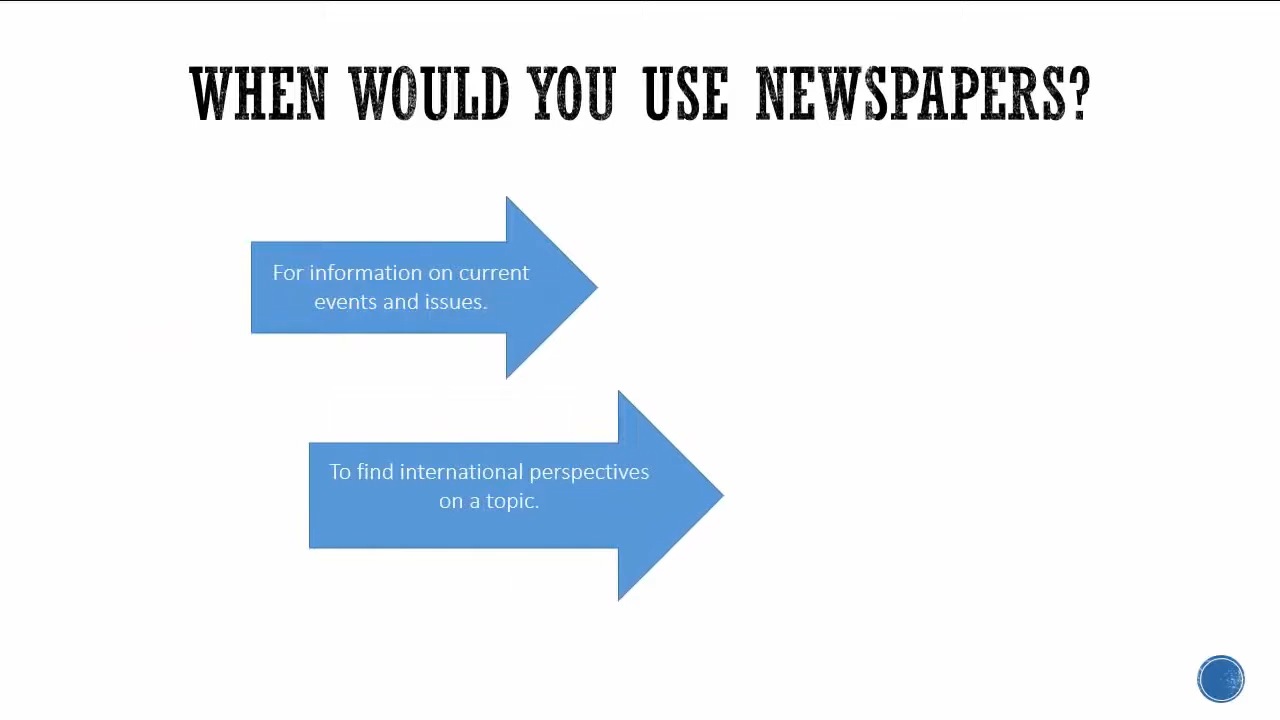 WHEN WOULD YOU USE NEWSPAPERS?
For information on current
events and issues.
To find international perspectives
on a topic.